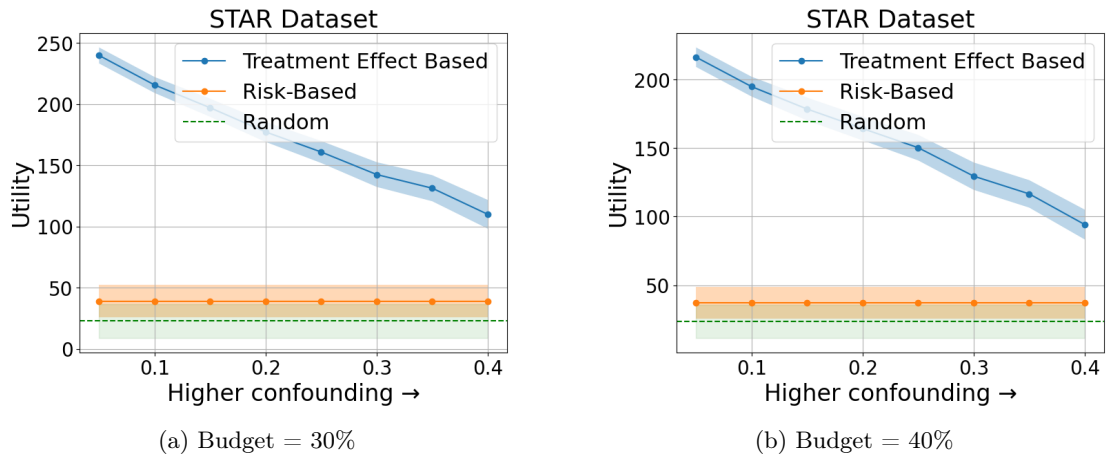 STAR Dataset
250
200
150
100
50
0
Utility
Treatment Effect Based
Risk-Based
Random
0.1
0.2
0.3
0.4
Higher confounding →
(a) Budget = 30%
STAR Dataset
200
150
100
50
Utility
Treatment Effect Based
Risk-Based
Random
0.1
0.2
0.3
0.4
Higher confounding →
(b) Budget = 40%